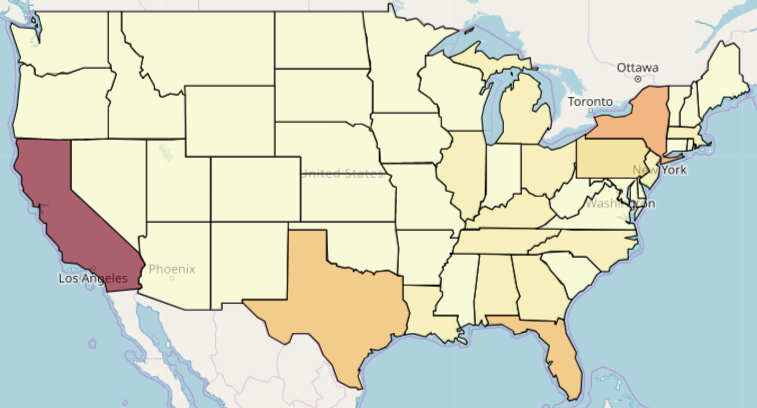 Ottawa
Toronto
United States
New York
Washington
Los Angeles
Phoenix